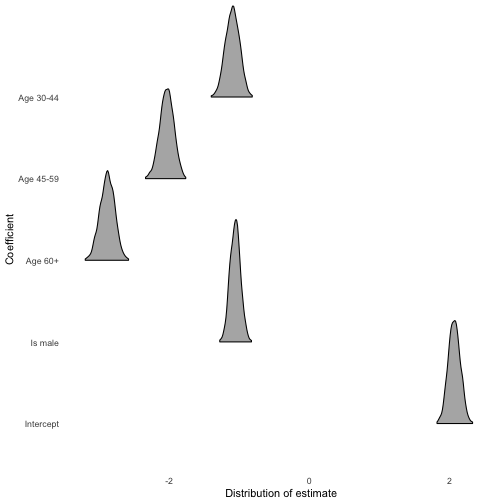 Age 30-44
Age 45-59
Age 60+
Is male
Intercept
Coefficient
-2 0 2
Distribution of estimate